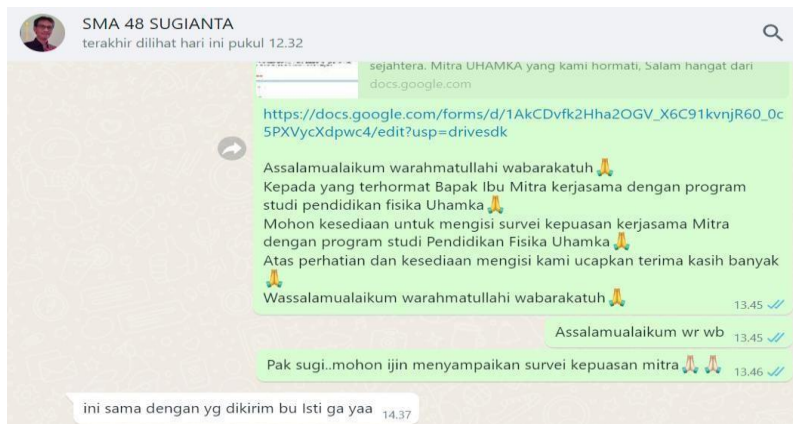 SMA 48 SUGIANTA
terakhir dilihat hari ini pukul 12.32
sejahtera. Mitra UHAMKA yang kami hormati, Salam hangat dari
docs.google.com
https://docs.google.com/forms/d/1AkCDvfk2Hha2OGV_X6C91kvnjR60_0c
5PXVycXdpwc4/edit?usp=drivesdk
Assalamualaikum warahmatullahi wabarakatuh🙏
Kepada yang terhormat Bapak Ibu Mitra kerjasama dengan program
studi pendidikan fisika Uhamka🙏
Mohon kesediaan untuk mengisi survei kepuasan kerjasama Mitra
dengan program studi Pendidikan Fisika Uhamka🙏
Atas perhatian dan kesediaan mengisi kami ucapkan terima kasih banyak
🙏
Wassalamualaikum warahmatullahi wabarakatuh🙏
13.45
Assalamualaikum wr wb 13.45
Pak sugi..mohon ijin menyampaikan survei kepuasan mitra🙏🏻🙏🏻 13.46
ini sama dengan yg dikirim bu Isti ga yaa 14.37